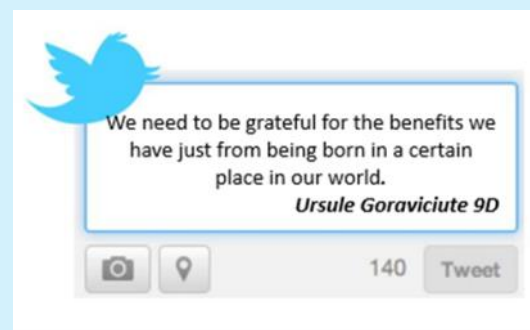 We need to be grateful for the benefits we
have just from being born in a certain
place in our world.
Ursule Goraviciute 9D
140 Tweet